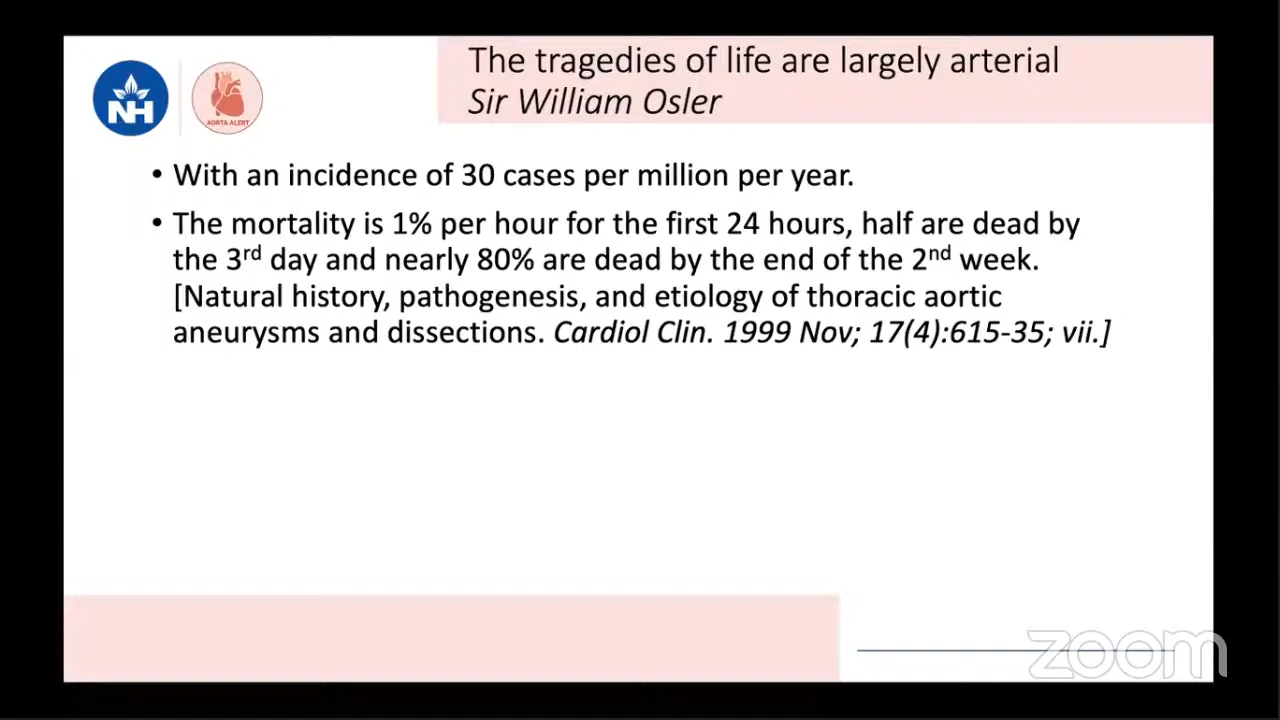 NH
AORTA ALERT
The tragedies of life are largely arterial
Sir William Osler
• With an incidence of 30 cases per million per year.
• The mortality is 1% per hour for the first 24 hours, half are dead by
the 3rd day and nearly 80% are dead by the end of the 2nd week.
[Natural history, pathogenesis, and etiology of thoracic aortic
aneurysms and dissections. Cardiol Clin. 1999 Nov; 17(4):615-35; vii.]
zoom